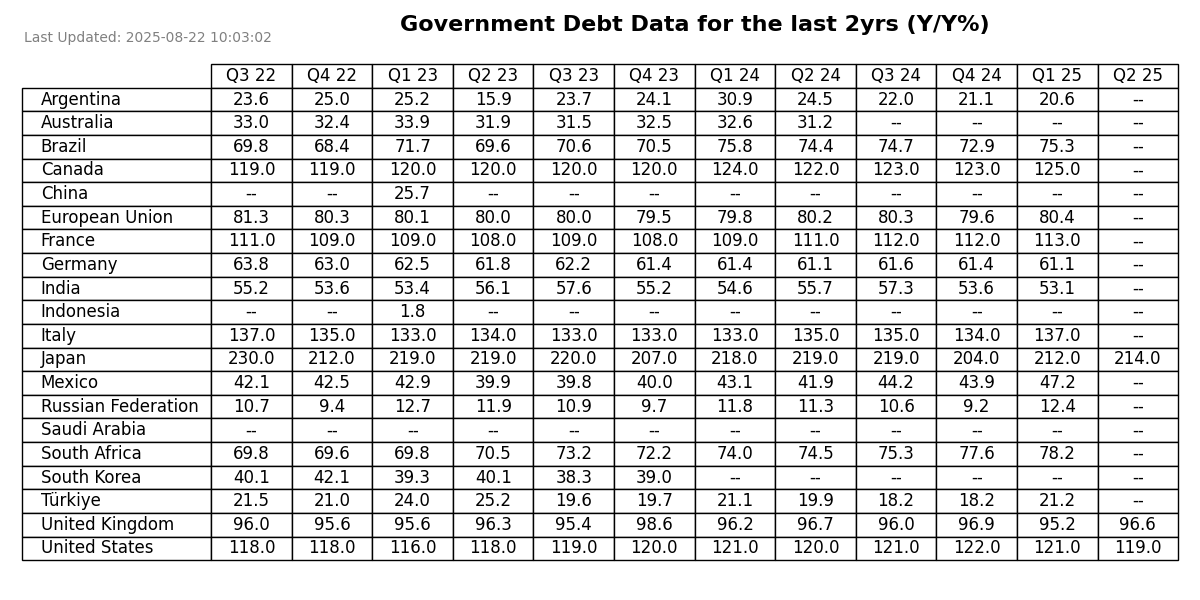 Government Debt Data for the last 2yrs (Y/Y%)
Last Updated: 2025-08-22 10:03:02
Q3 22 Q4 22 Q1 23 Q2 23 Q3 23 Q4 23 Q1 24 Q2 24 Q3 24 Q4 24 Q1 25 Q2 25
Argentina 23.6 25.0 25.2 15.9 23.7 24.1 30.9 24.5 22.0 21.1 20.6 --
Australia 33.0 32.4 33.9 31.9 31.5 32.5 32.6 31.2 -- -- -- --
Brazil 69.8 68.4 71.7 69.6 70.6 70.5 75.8 74.4 74.7 72.9 75.3 --
Canada 119.0 119.0 120.0 120.0 120.0 120.0 124.0 122.0 123.0 123.0 125.0 --
China -- -- 25.7 -- -- -- -- -- -- -- -- --
European Union 81.3 80.3 80.1 80.0 80.0 79.5 79.8 80.2 80.3 79.6 80.4 --
France 111.0 109.0 109.0 108.0 109.0 108.0 109.0 111.0 112.0 112.0 113.0 --
Germany 63.8 63.0 62.5 61.8 62.2 61.4 61.4 61.1 61.6 61.4 61.1 --
India 55.2 53.6 53.4 56.1 57.6 55.2 54.6 55.7 57.3 53.6 53.1 --
Indonesia -- -- 1.8 -- -- -- -- -- -- -- -- --
Italy 137.0 135.0 133.0 134.0 133.0 133.0 133.0 135.0 135.0 134.0 137.0 --
Japan 230.0 212.0 219.0 219.0 220.0 207.0 218.0 219.0 219.0 204.0 212.0 214.0
Mexico 42.1 42.5 42.9 39.9 39.8 40.0 43.1 41.9 44.2 43.9 47.2 --
Russian Federation 10.7 9.4 12.7 11.9 10.9 9.7 11.8 11.3 10.6 9.2 12.4 --
Saudi Arabia -- -- -- -- -- -- -- -- -- -- -- --
South Africa 69.8 69.6 69.8 70.5 73.2 72.2 74.0 74.5 75.3 77.6 78.2 --
South Korea 40.1 42.1 39.3 40.1 38.3 39.0 -- -- -- -- -- --
Türkiye 21.5 21.0 24.0 25.2 19.6 19.7 21.1 19.9 18.2 18.2 21.2 --
United Kingdom 96.0 95.6 95.6 96.3 95.4 98.6 96.2 96.7 96.0 96.9 95.2 96.6
United States 118.0 118.0 116.0 118.0 119.0 120.0 121.0 120.0 121.0 122.0 121.0 119.0